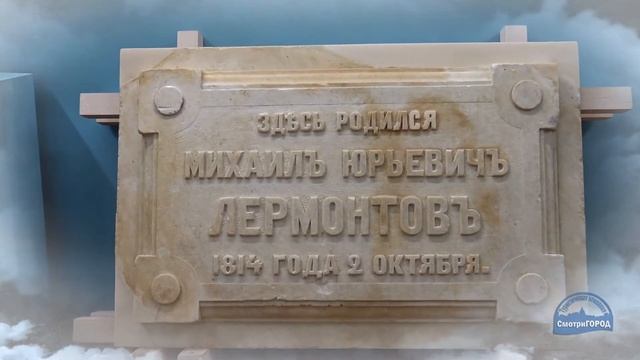 ЗДѢСЬ РОДИЛСЯ
МИХАИЛЪ ЮРЬЕВИЧЪ
ЛЕРМОНТОВЪ
1814 ГОДА 2 ОКТЯБРЯ.
СмотриГОРОД